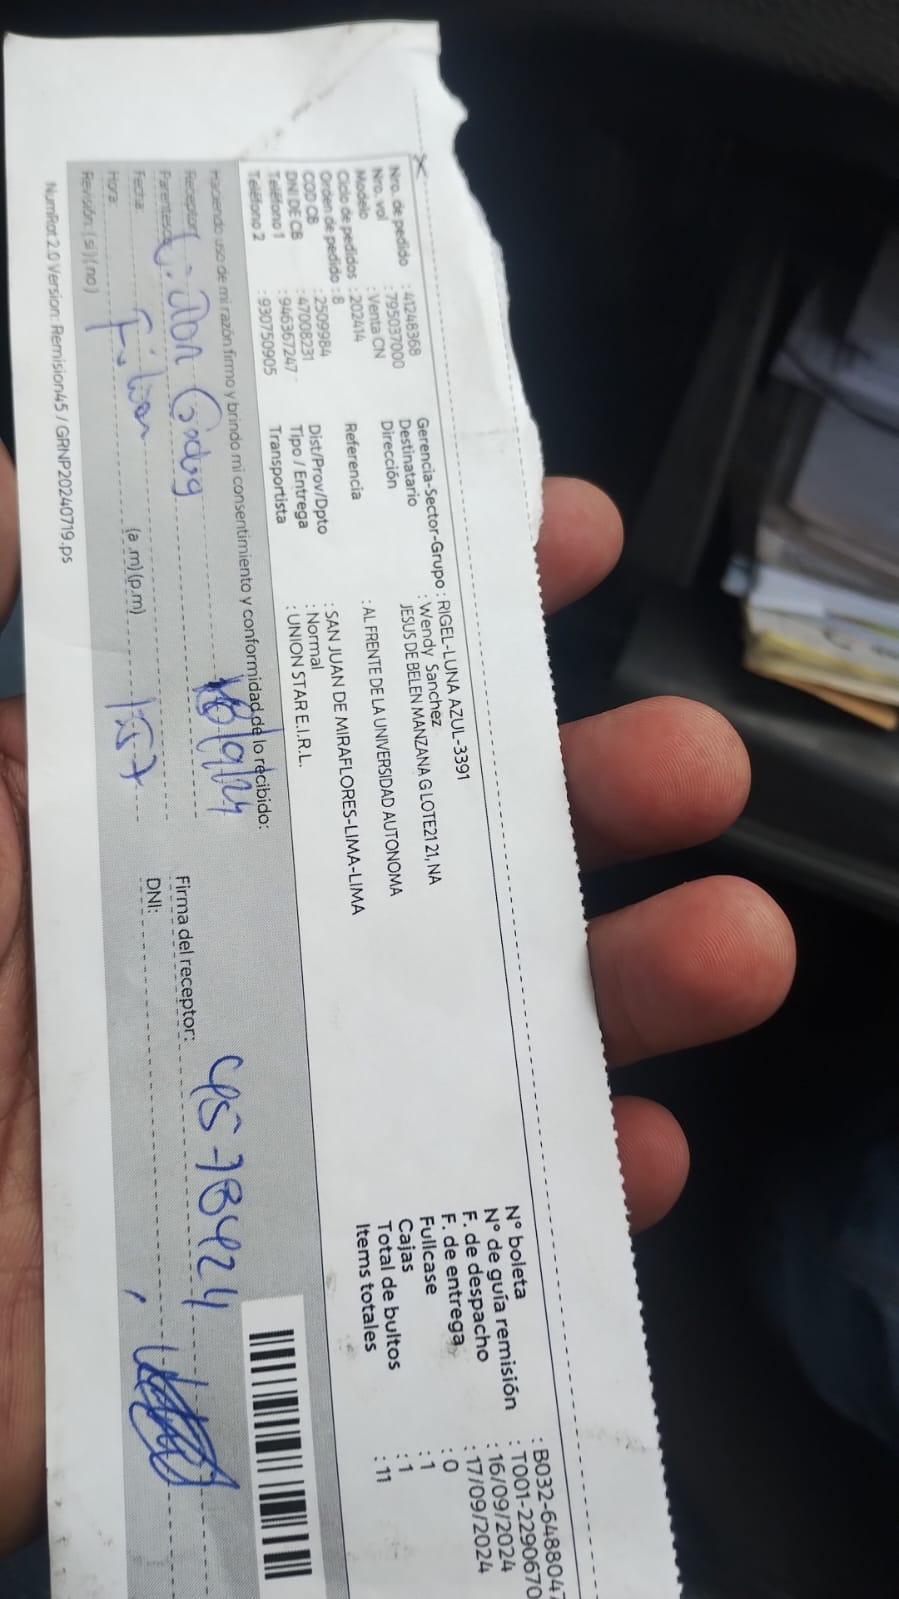 Nro. de pedido : 41248368
Nro. vol : 795037000
Modelo : Venta CN
Ciclo de pedidos : 202414
Orden de pedido : 8
COD CB : 2509984
DNI DE CB : 47008231
Teléfono 1 : 946367247
Teléfono 2 : 930750905
Gerencia-Sector-Grupo : RIGEL-LUNA AZUL-3391
Destinatario : Wendy Sanchez
Dirección JESUS DE BELEN MANZANA G LOTE21 21, NA
Referencia : AL FRENTE DE LA UNIVERSIDAD AUTONOMA
Dist/Prov/Dpto : SAN JUAN DE MIRAFLORES-LIMA-LIMA
Tipo / Entrega : Normal
Transportista : UNION STAR E.I.R.L.
N° boleta : B032-648804
N° de guía remisión : T001-2290670
F. de despacho : 16/09/2024
F. de entrega : 17/09/2024
Fullcase : 0
Cajas : 1
Total de bultos : 1
Items totales : 11
Haciendo uso de mi razón firmo y brindo mi consentimiento y conformidad de lo recibido:
Receptor: 18/9/24
Parentesco:
Fecha:
Hora: (a.m)(p.m)
Revisión: (si)(no)
Firma del receptor:
DNI:
NumRot 2.0 Version: Remision45 / GRNP20240719.ps